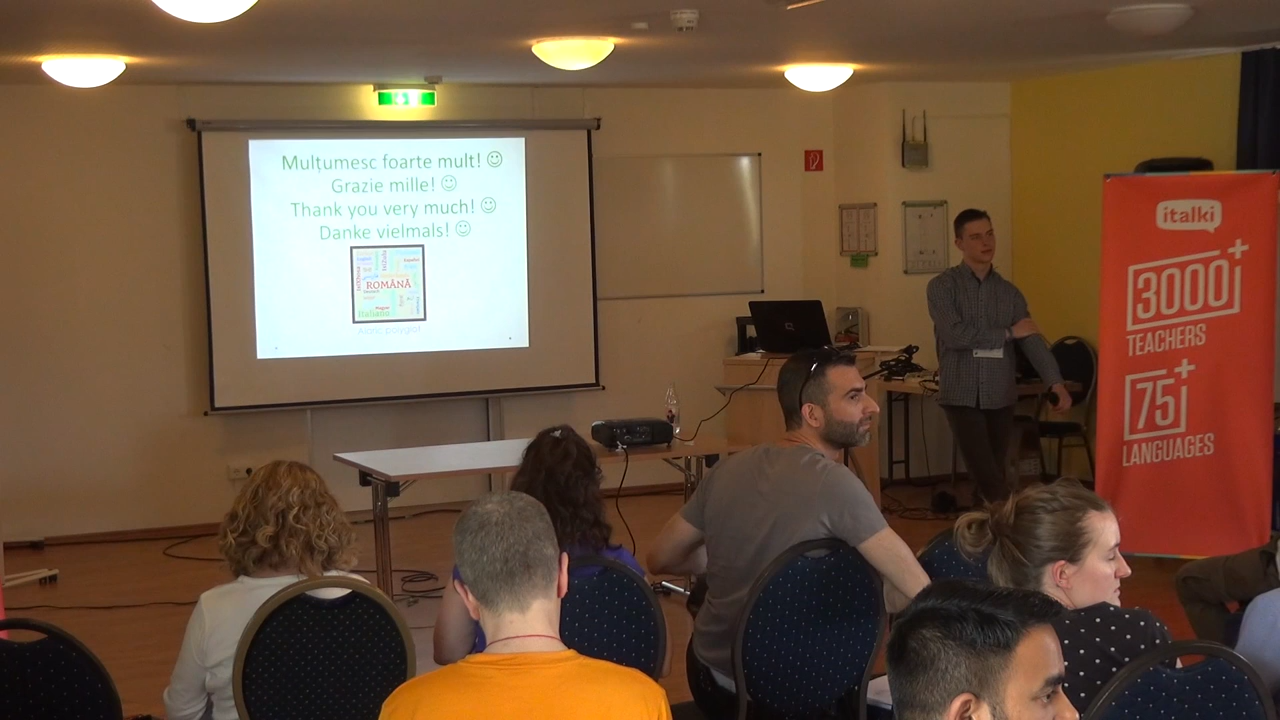 Mulțumesc foarte mult! ☺
Grazie mille! ☺
Thank you very much! ☺
Danke vielmals! ☺
ROMÂNĂ
Italiano
italki
3000+
TEACHERS
75+
LANGUAGES